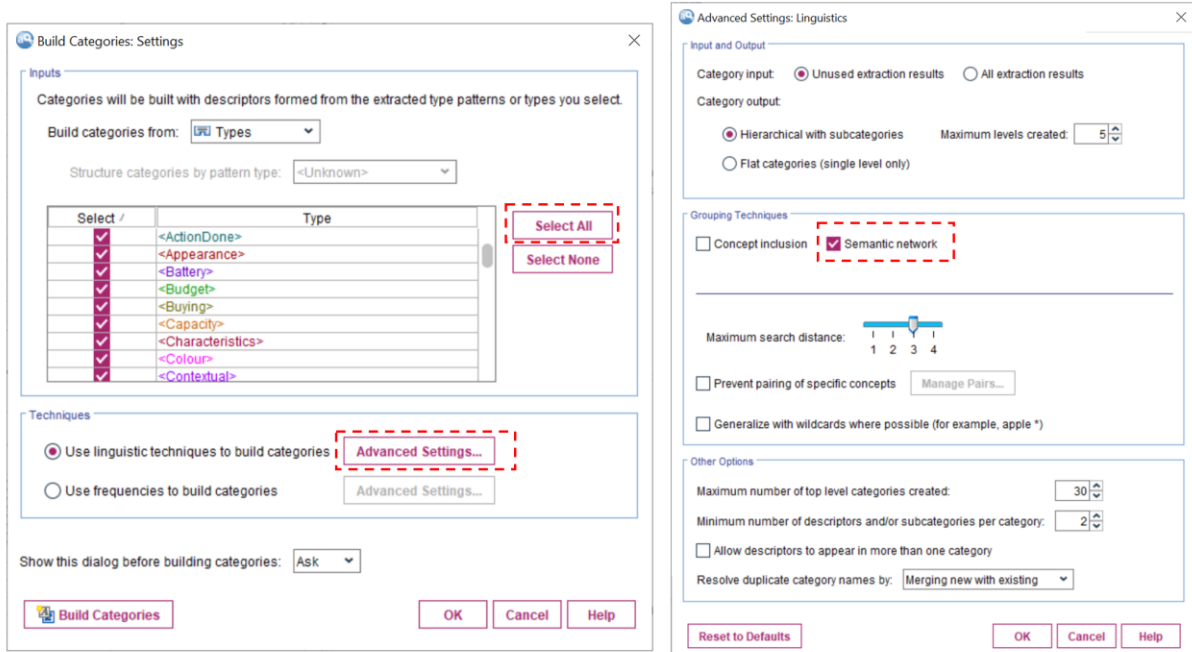 Build Categories: Settings
Inputs
Categories will be built with descriptors formed from the extracted type patterns or types you select.
Build categories from: Types
Structure categories by pattern type: <Unknown>
Select / Type
<ActionDone>
<Appearance>
<Battery>
<Budget>
<Buying>
<Capacity>
<Characteristics>
<Colour>
<Contextual>
Select All
Select None
Techniques
Use linguistic techniques to build categories Advanced Settings...
Use frequencies to build categories Advanced Settings...
Show this dialog before building categories: Ask
Build Categories OK Cancel Help
Advanced Settings: Linguistics
Input and Output
Category input: Unused extraction results All extraction results
Category output:
Hierarchical with subcategories Maximum levels created: 5
Flat categories (single level only)
Grouping Techniques
Concept inclusion Semantic network
Maximum search distance:
1 2 3 4
Prevent pairing of specific concepts Manage Pairs...
Generalize with wildcards where possible (for example, apple *)
Other Options
Maximum number of top level categories created: 30
Minimum number of descriptors and/or subcategories per category: 2
Allow descriptors to appear in more than one category
Resolve duplicate category names by: Merging new with existing
Reset to Defaults OK Cancel Help